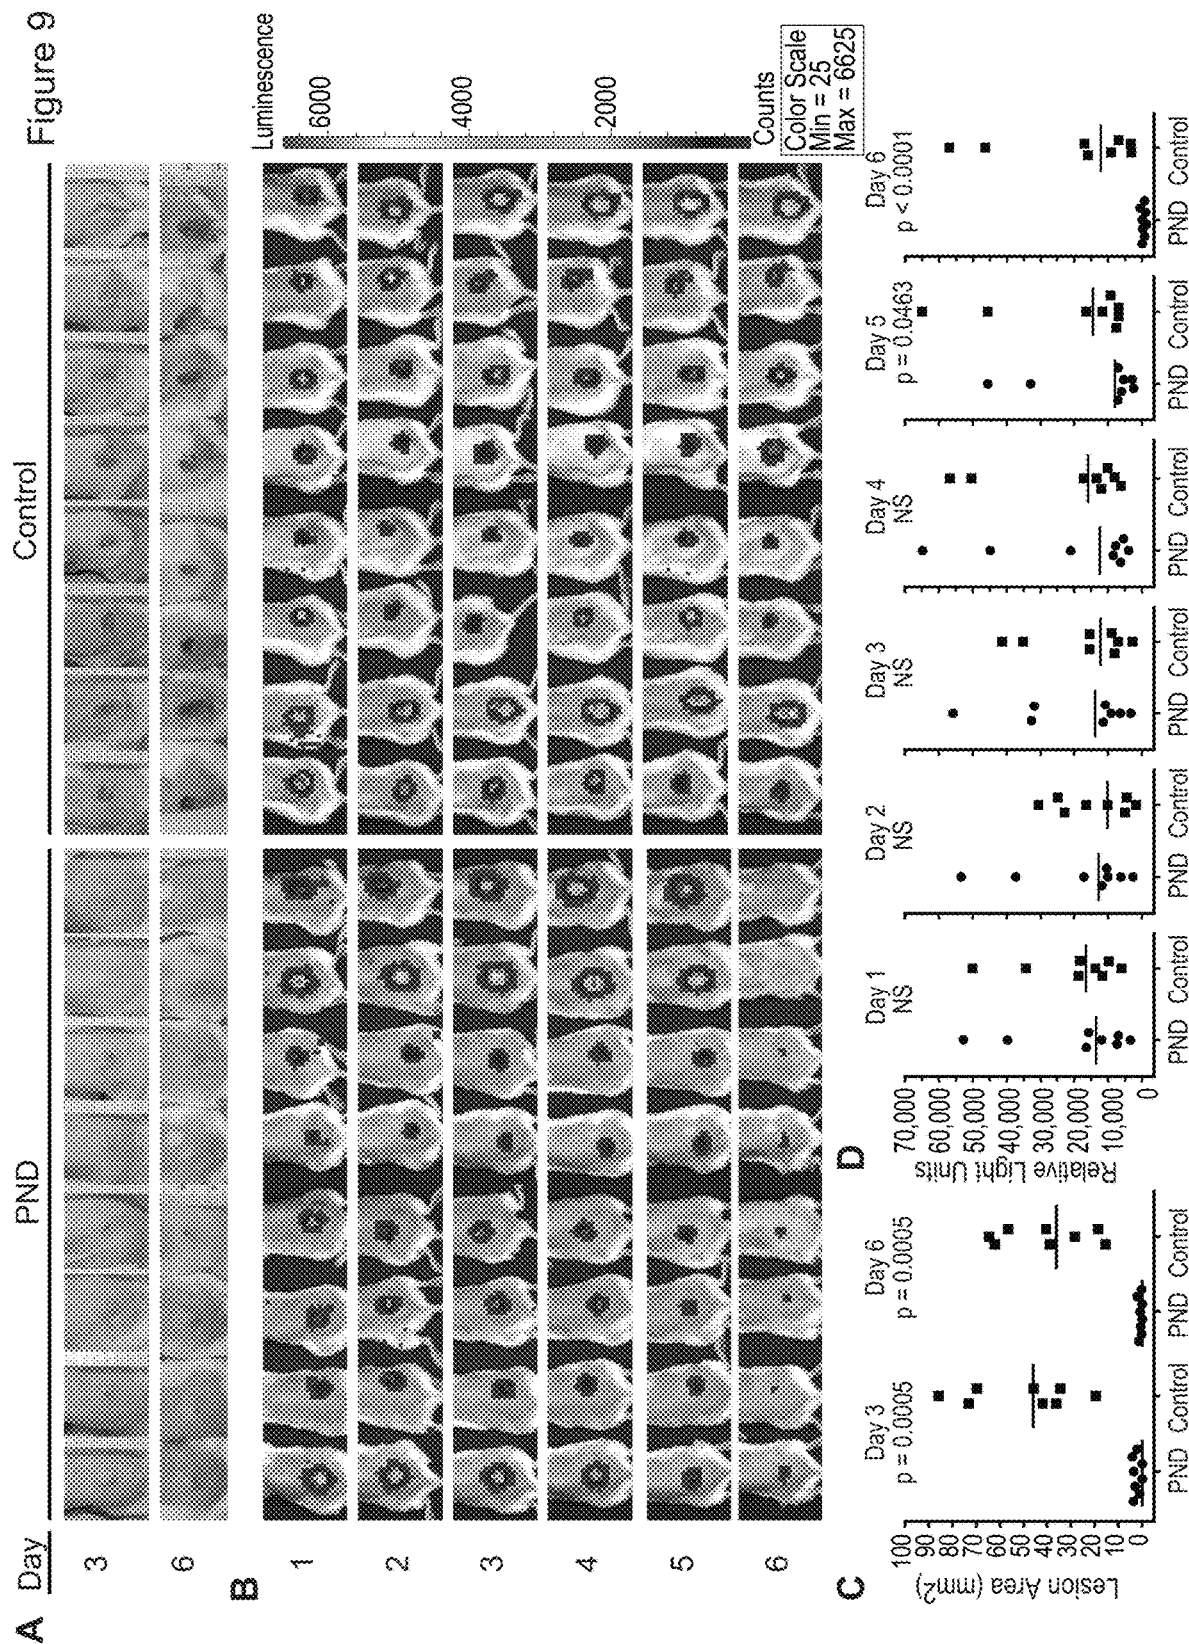 Figure 9
A Day
PND
Control
3
6
B
1
2
3
4
5
6
Luminescence
6000
4000
2000
Counts
Color Scale
Min = 25
Max = 6625
C
Lesion Area (mm²)
100
90
80
70
60
50
40
30
20
10
0
Day 3
p = 0.0005
PND Control
Day 6
p = 0.0005
PND Control
D
Relative Light Units
70,000
60,000
50,000
40,000
30,000
20,000
10,000
0
Day 1
NS
PND Control
Day 2
NS
PND Control
Day 3
NS
PND Control
Day 4
NS
PND Control
Day 5
p = 0.0463
PND Control
Day 6
p < 0.0001
PND Control